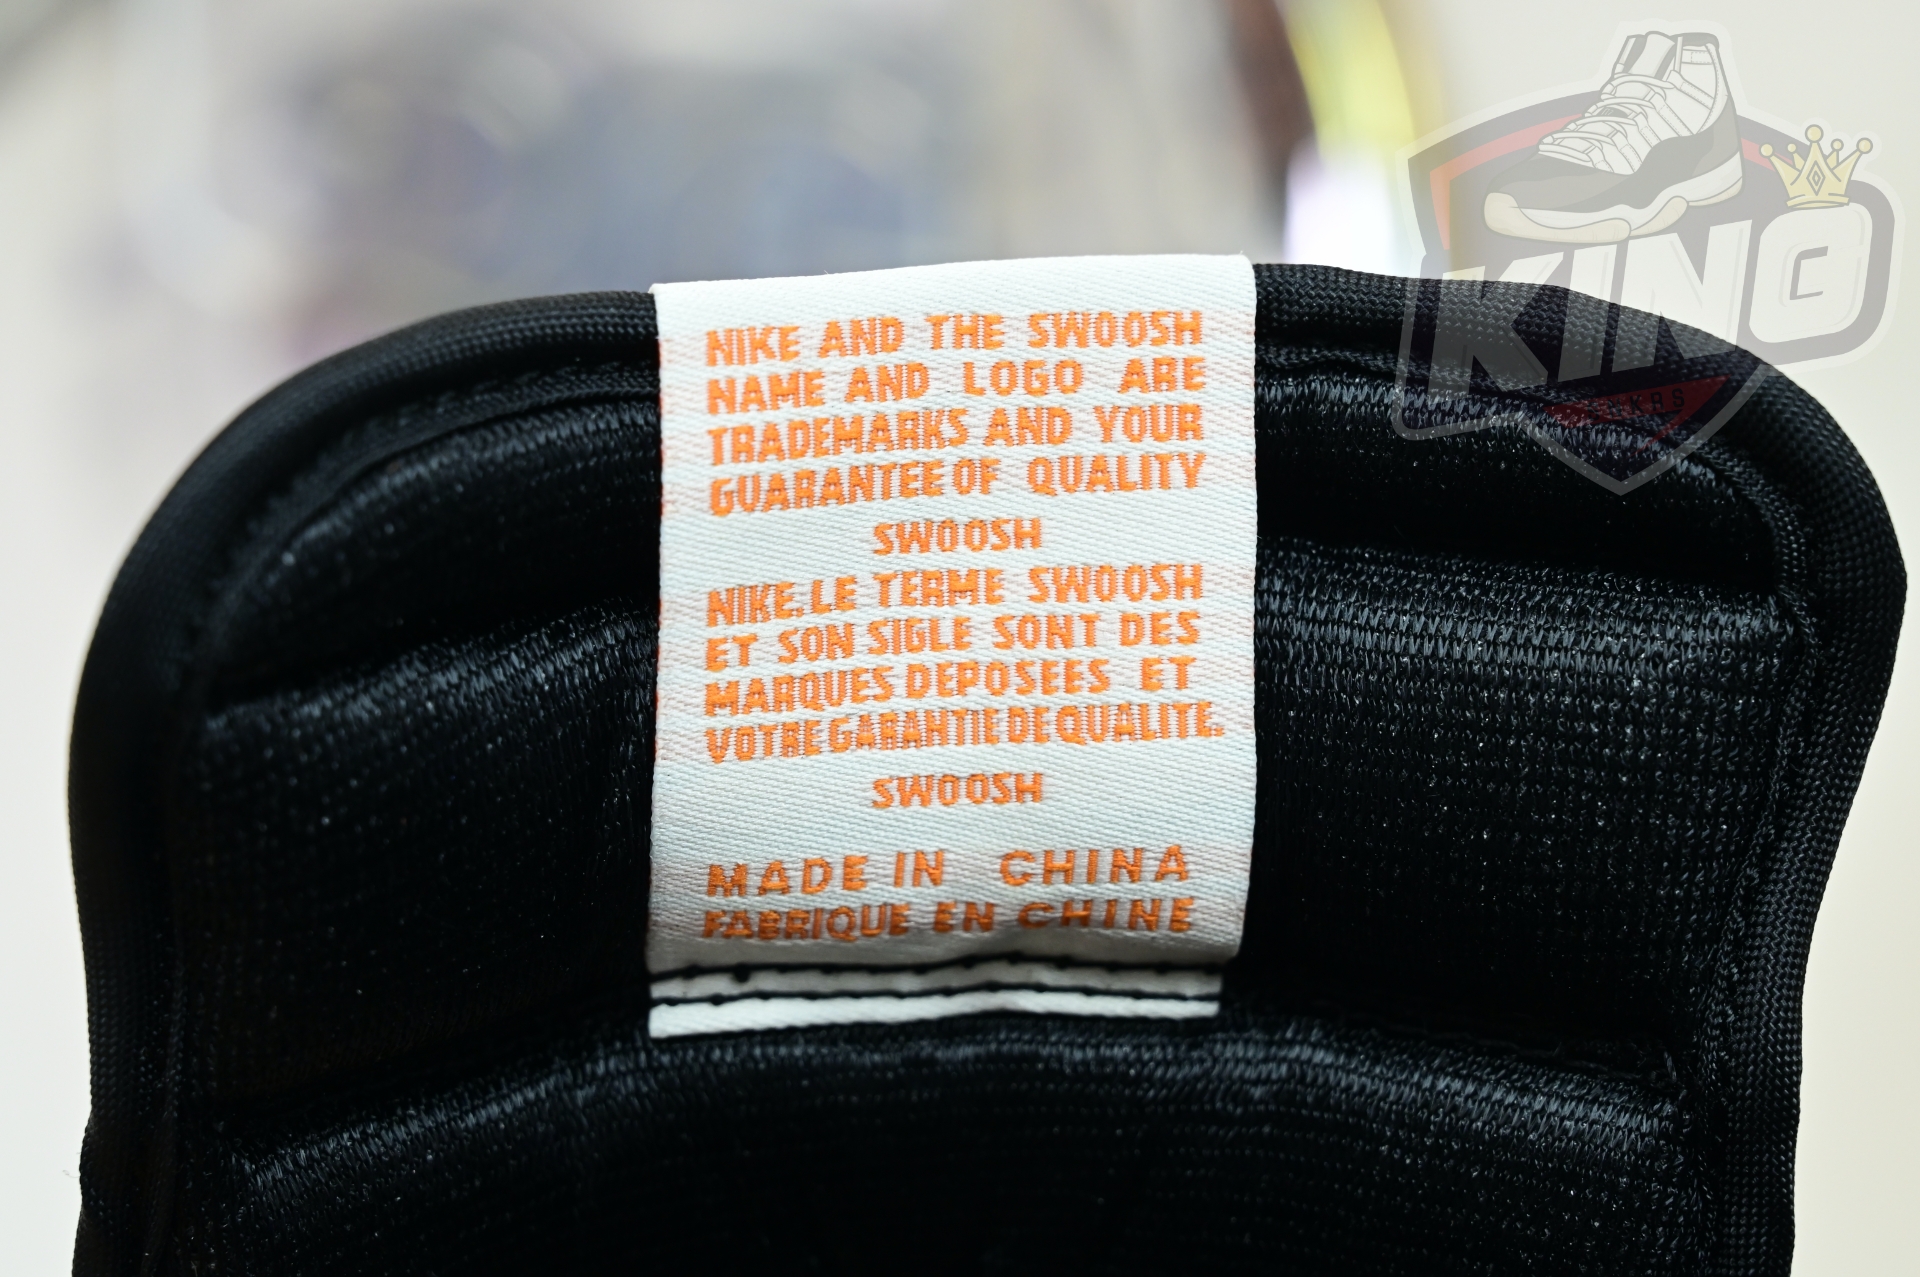 NIKE AND THE SWOOSH
NAME AND LOGO ARE
TRADEMARKS AND YOUR
GUARANTEE OF QUALITY
SWOOSH
NIKE.LE TERME SWOOSH
ET SON SIGLE SONT DES
MARQUES DEPOSEES ET
VOTRE GARANTIE DE QUALITE.
SWOOSH
MADE IN CHINA
FABRIQUE EN CHINE
KING